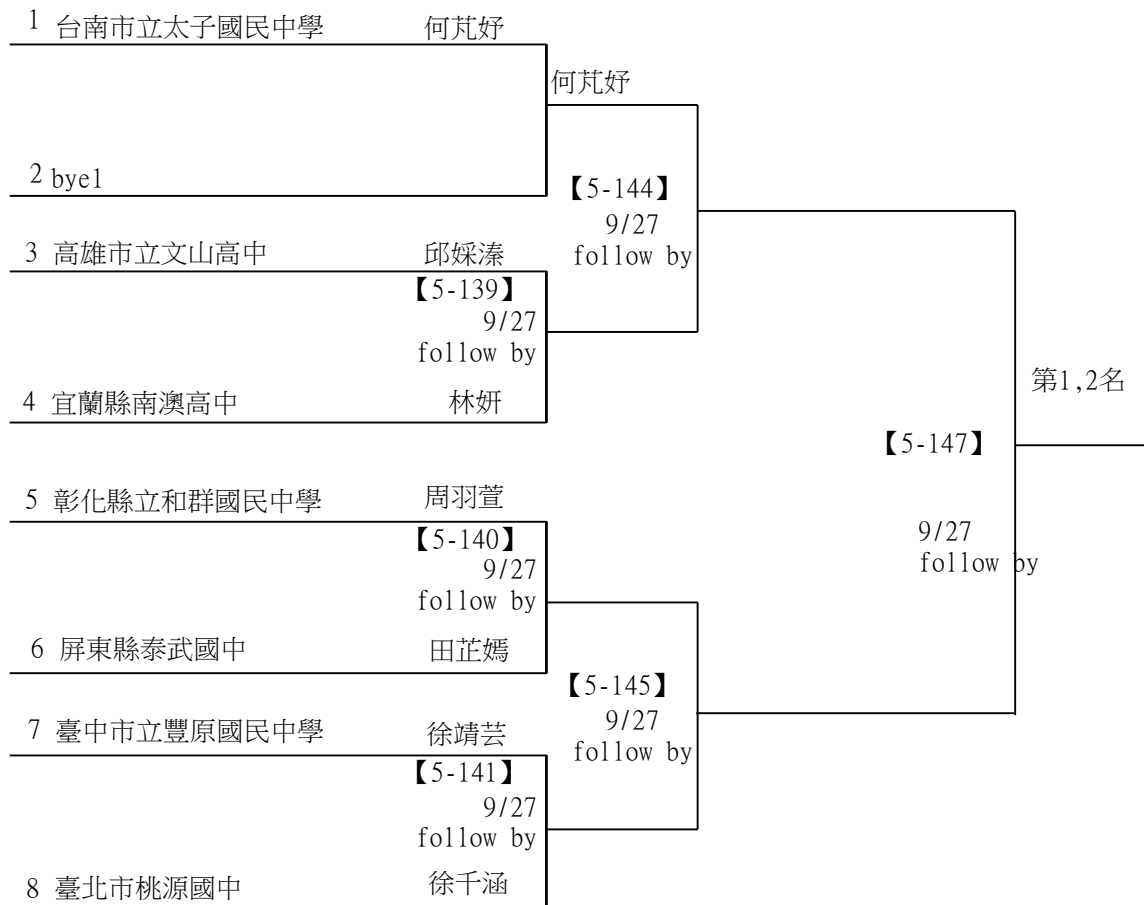 1 台南市立太子國民中學 何芃妤
何芃妤
2 bye1
【5-144】
9/27
follow by
3 高雄市立文山高中 邱婇溱
【5-139】
9/27
follow by
4 宜蘭縣南澳高中 林妍
第1,2名
【5-147】
9/27
follow by
5 彰化縣立和群國民中學 周羽萱
【5-140】
9/27
follow by
6 屏東縣泰武國中 田芷嫣
【5-145】
9/27
follow by
7 臺中市立豐原國民中學 徐靖芸
【5-141】
9/27
follow by
8 臺北市桃源國中 徐千涵